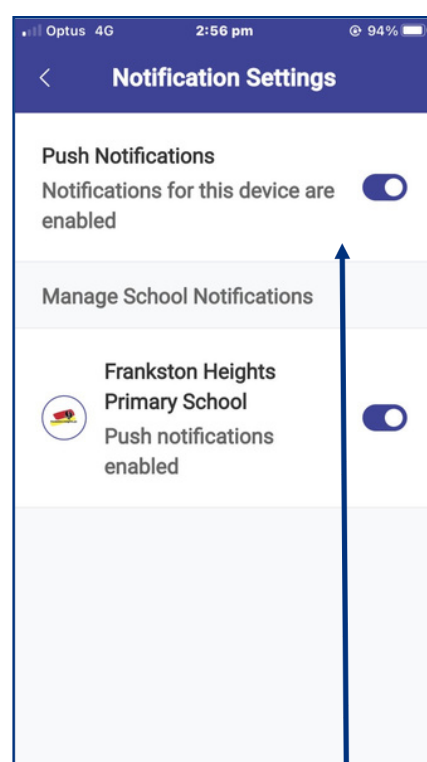 Optus 4G 2:56 pm 94%
Notification Settings
Push Notifications
Notifications for this device are
enabled
Manage School Notifications
Frankston Heights
Primary School
Push notifications
enabled